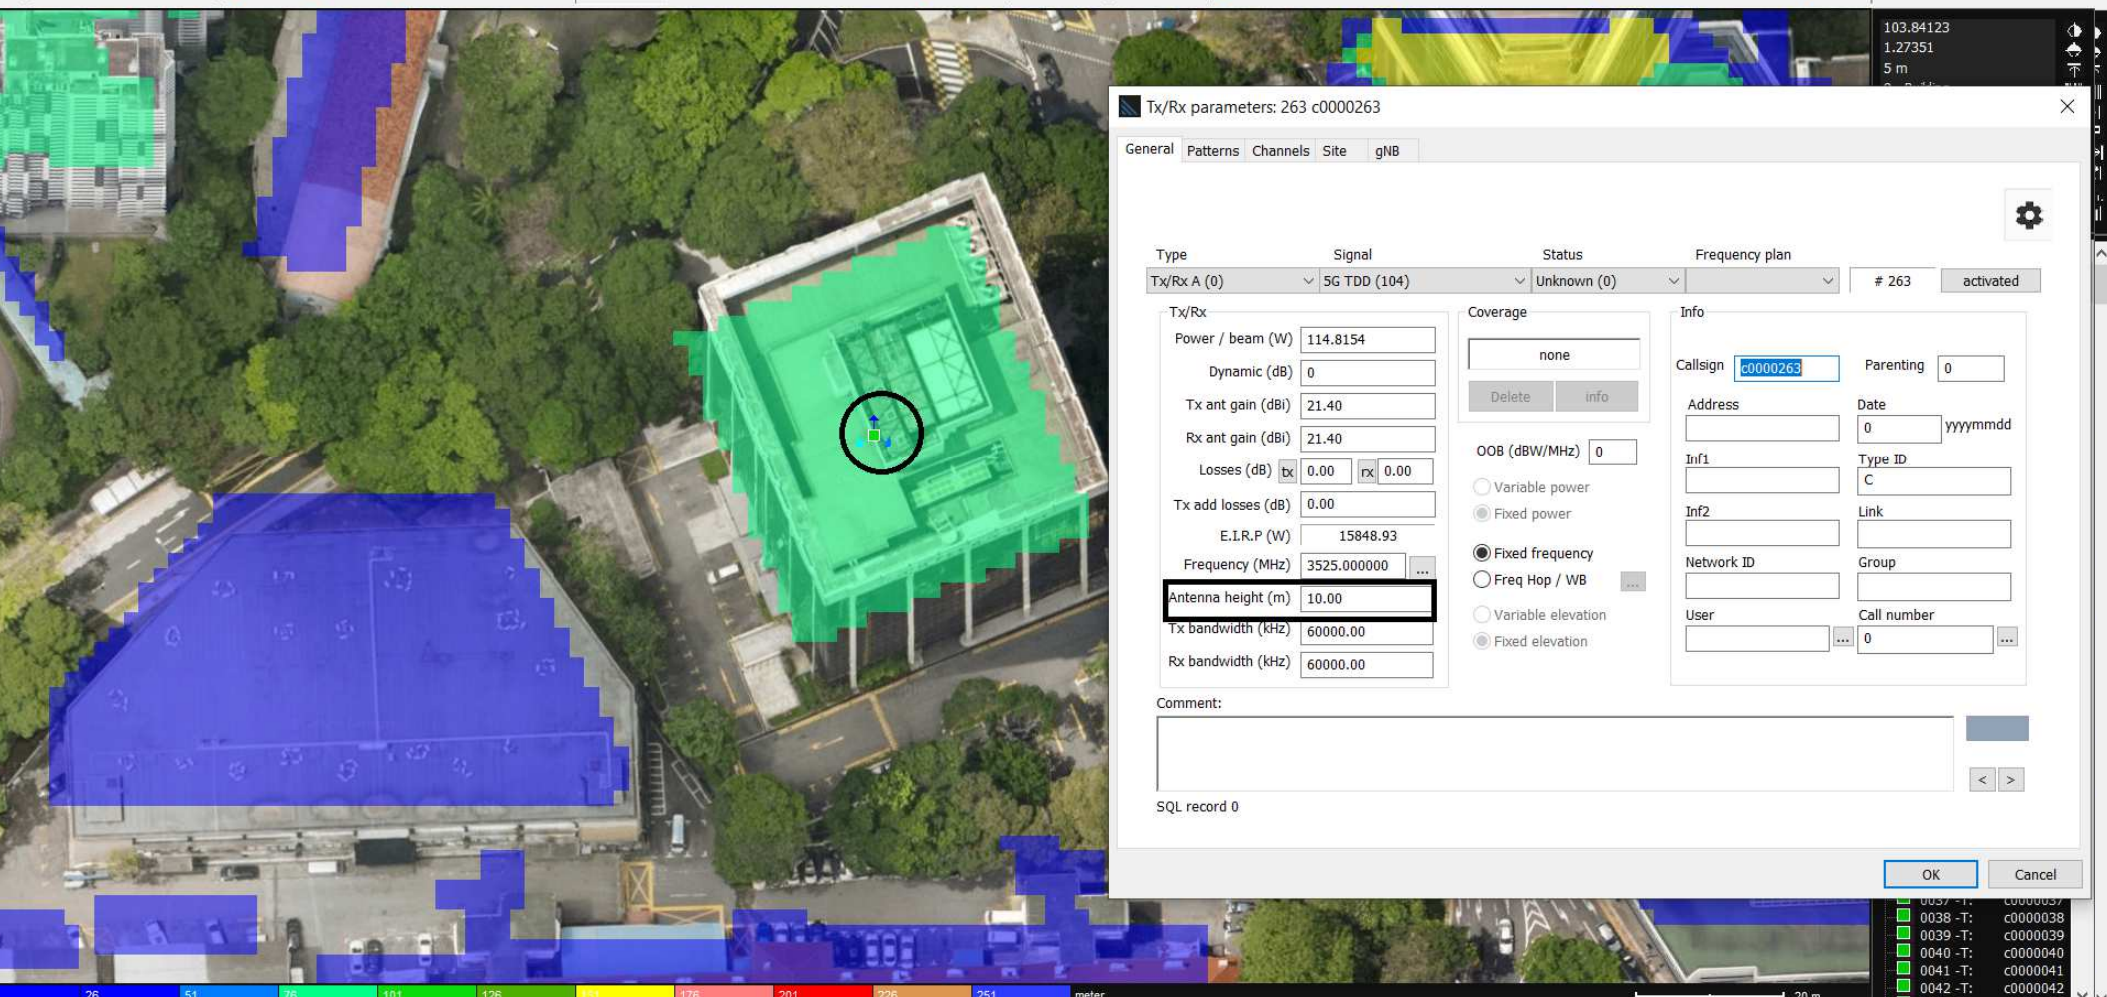 103.84123
1.27351
5 m
Tx/Rx parameters: 263 c0000263
General Patterns Channels Site gNB
Type Signal Status Frequency plan
Tx/Rx A (0) 5G TDD (104) Unknown (0) # 263 activated
Tx/Rx
Power / beam (W) 114.8154
Dynamic (dB) 0
Tx ant gain (dBi) 21.40
Rx ant gain (dBi) 21.40
Losses (dB) tx 0.00 rx 0.00
Tx add losses (dB) 0.00
E.I.R.P (W) 15848.93
Frequency (MHz) 3525.000000 ...
Antenna height (m) 10.00
Tx bandwidth (kHz) 60000.00
Rx bandwidth (kHz) 60000.00
Coverage
none
Delete info
OOB (dBW/MHz) 0
Variable power
Fixed power
Fixed frequency
Freq Hop / WB ...
Variable elevation
Fixed elevation
Info
Callsign c0000263 Parenting 0
Address Date
0 yyyymmdd
Inf1 Type ID
C
Inf2 Link
Network ID Group
User Call number
... 0 ...
Comment:
< >
SQL record 0
OK Cancel
0037 -T: c0000037
0038 -T: c0000038
0039 -T: c0000039
0040 -T: c0000040
0041 -T: c0000041
0042 -T: c0000042
26 51 76 101 126 176 201 226 251 meter 20 m